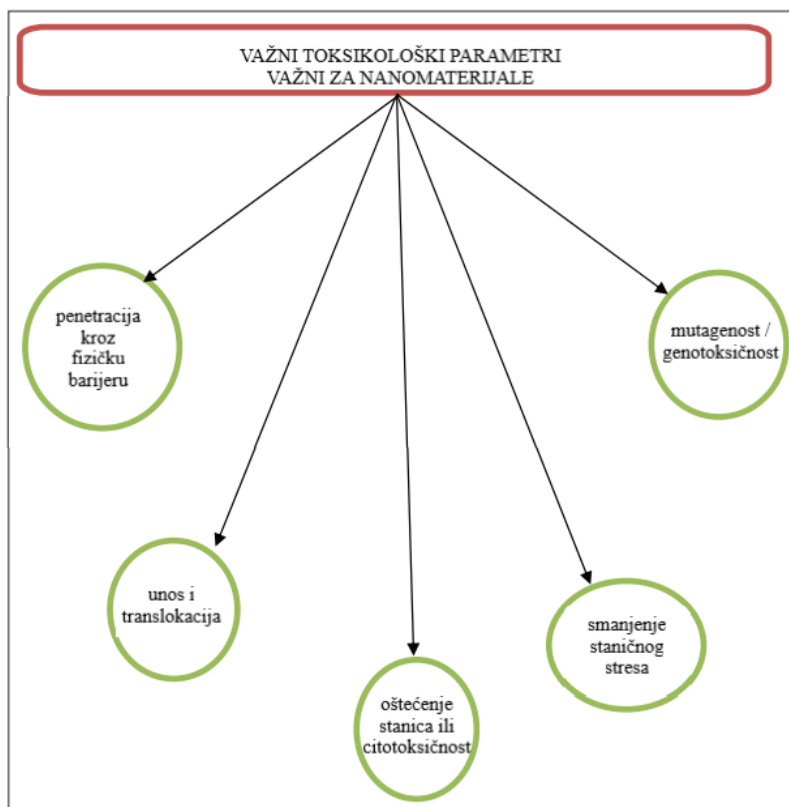 VAŽNI TOKSIKOLOŠKI PARAMETRI
VAŽNI ZA NANOMATERIJALE
penetracija
kroz
fizičku
barijeru
mutagenost /
genotoksičnost
unos i
translokacija
smanjenje
staničnog
stresa
oštećenje
stanica ili
citotoksičnost